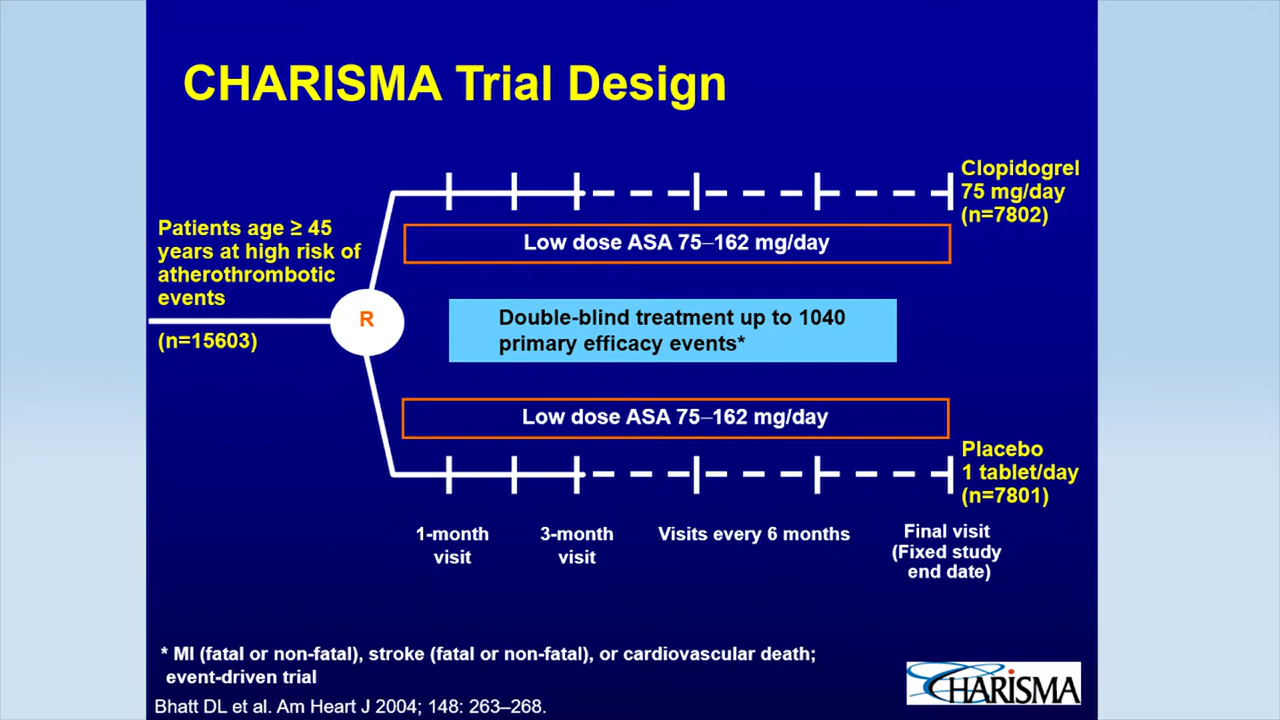 CHARISMA Trial Design
Patients age ≥ 45
years at high risk of
atherothrombotic
events
(n=15603)
R
Clopidogrel
75 mg/day
(n=7802)
Low dose ASA 75–162 mg/day
Double-blind treatment up to 1040
primary efficacy events*
Low dose ASA 75–162 mg/day
Placebo
1 tablet/day
(n=7801)
1-month
visit
3-month
visit
Visits every 6 months
Final visit
(Fixed study
end date)
* MI (fatal or non-fatal), stroke (fatal or non-fatal), or cardiovascular death;
event-driven trial
Bhatt DL et al. Am Heart J 2004; 148: 263–268.
CHARISMA